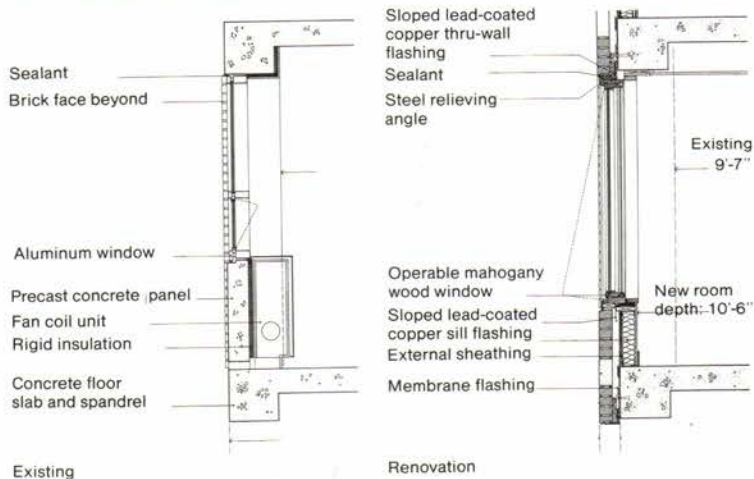 Sealant
Brick face beyond
Aluminum window
Precast concrete panel
Fan coil unit
Rigid insulation
Concrete floor
slab and spandrel
Existing
Sloped lead-coated
copper thru-wall
flashing
Sealant
Steel relieving
angle
Existing
9'-7"
Operable mahogany
wood window
New room
depth: 10'-6"
Sloped lead-coated
copper sill flashing
External sheathing
Membrane flashing
Renovation